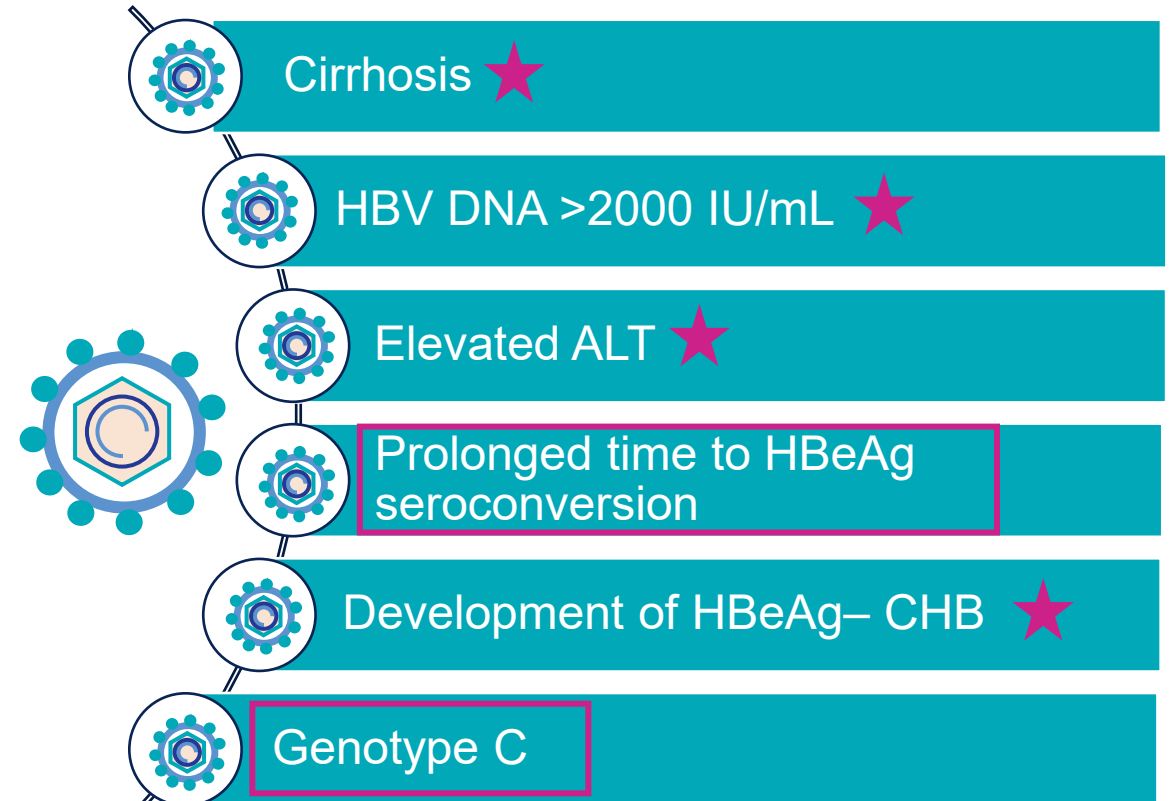 Cirrhosis
HBV DNA >2000 IU/mL
Elevated ALT
Prolonged time to HBeAg
seroconversion
Development of HBeAg– CHB
Genotype C